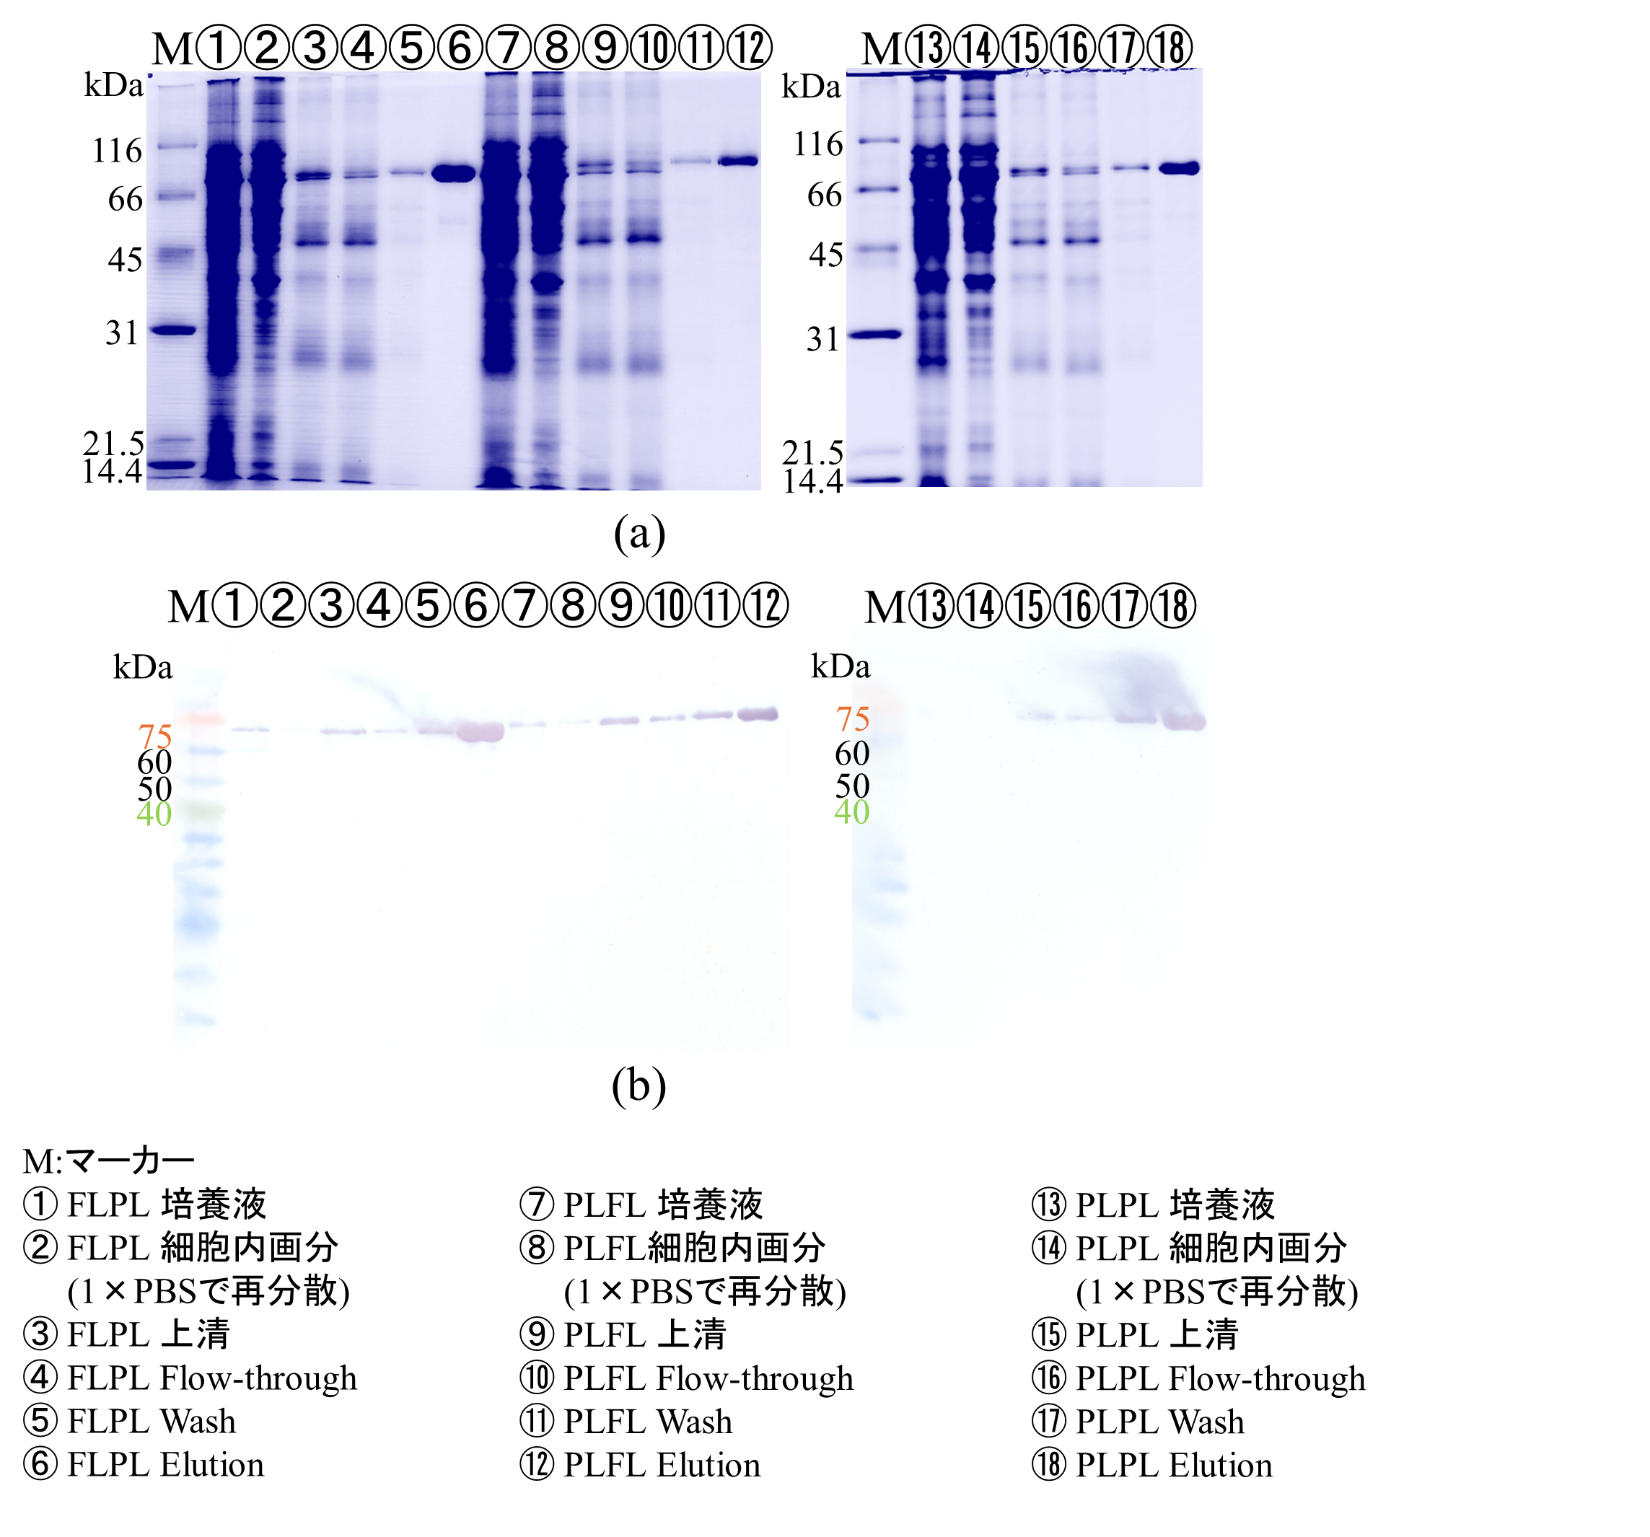 M①②③④⑤⑥⑦⑧⑨⑩⑪⑫ M⑬⑭⑮⑯⑰⑱
kDa kDa
116 116
66 66
45 45
31 31
21.5 21.5
14.4 14.4
(a)
M①②③④⑤⑥⑦⑧⑨⑩⑪⑫ M⑬⑭⑮⑯⑰⑱
kDa kDa
75 75
60 60
50 50
40 40
(b)
M:マーカー
① FLPL 培養液
② FLPL 細胞内画分
(1×PBSで再分散)
③ FLPL 上清
④ FLPL Flow-through
⑤ FLPL Wash
⑥ FLPL Elution
⑦ PLFL 培養液
⑧ PLFL細胞内画分
(1×PBSで再分散)
⑨ PLFL 上清
⑩ PLFL Flow-through
⑪ PLFL Wash
⑫ PLFL Elution
⑬ PLPL 培養液
⑭ PLPL 細胞内画分
(1×PBSで再分散)
⑮ PLPL 上清
⑯ PLPL Flow-through
⑰ PLPL Wash
⑱ PLPL Elution